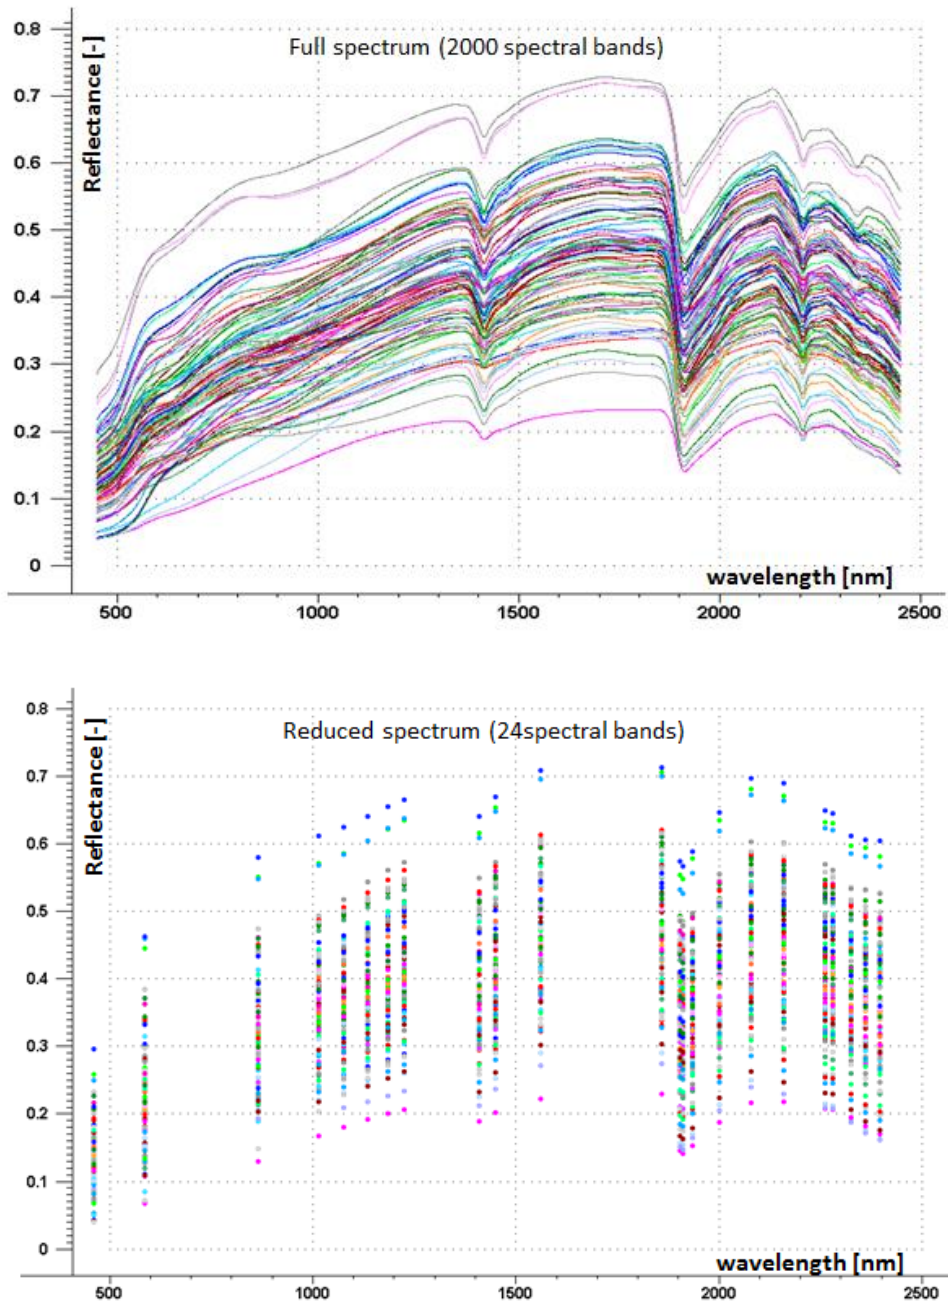 Full spectrum (2000 spectral bands)
Reflectance [-]
0.8
0.7
0.6
0.5
0.4
0.3
0.2
0.1
0
wavelength [nm]
500 1000 1500 2000 2500
Reduced spectrum (24spectral bands)
Reflectance [-]
0.8
0.7
0.6
0.5
0.4
0.3
0.2
0.1
0
wavelength [nm]
500 1000 1500 2000 2500